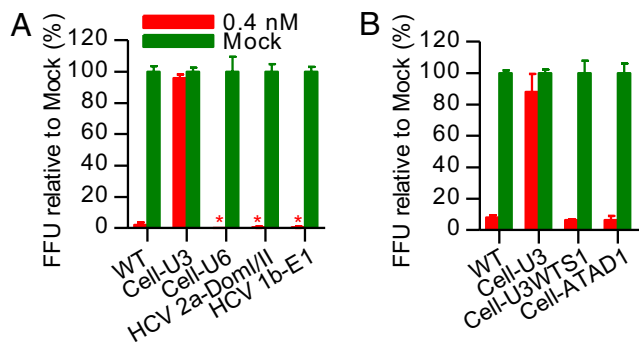 A
0.4 nM
Mock
FFU relative to Mock (%)
120
100
80
60
40
20
0
* * *
WT
Cell-U3
Cell-U6
HCV 2a-DomI/II
HCV 1b-E1
B
FFU relative to Mock (%)
120
100
80
60
40
20
0
WT
Cell-U3
Cell-U3WTS1
Cell-ATAD1